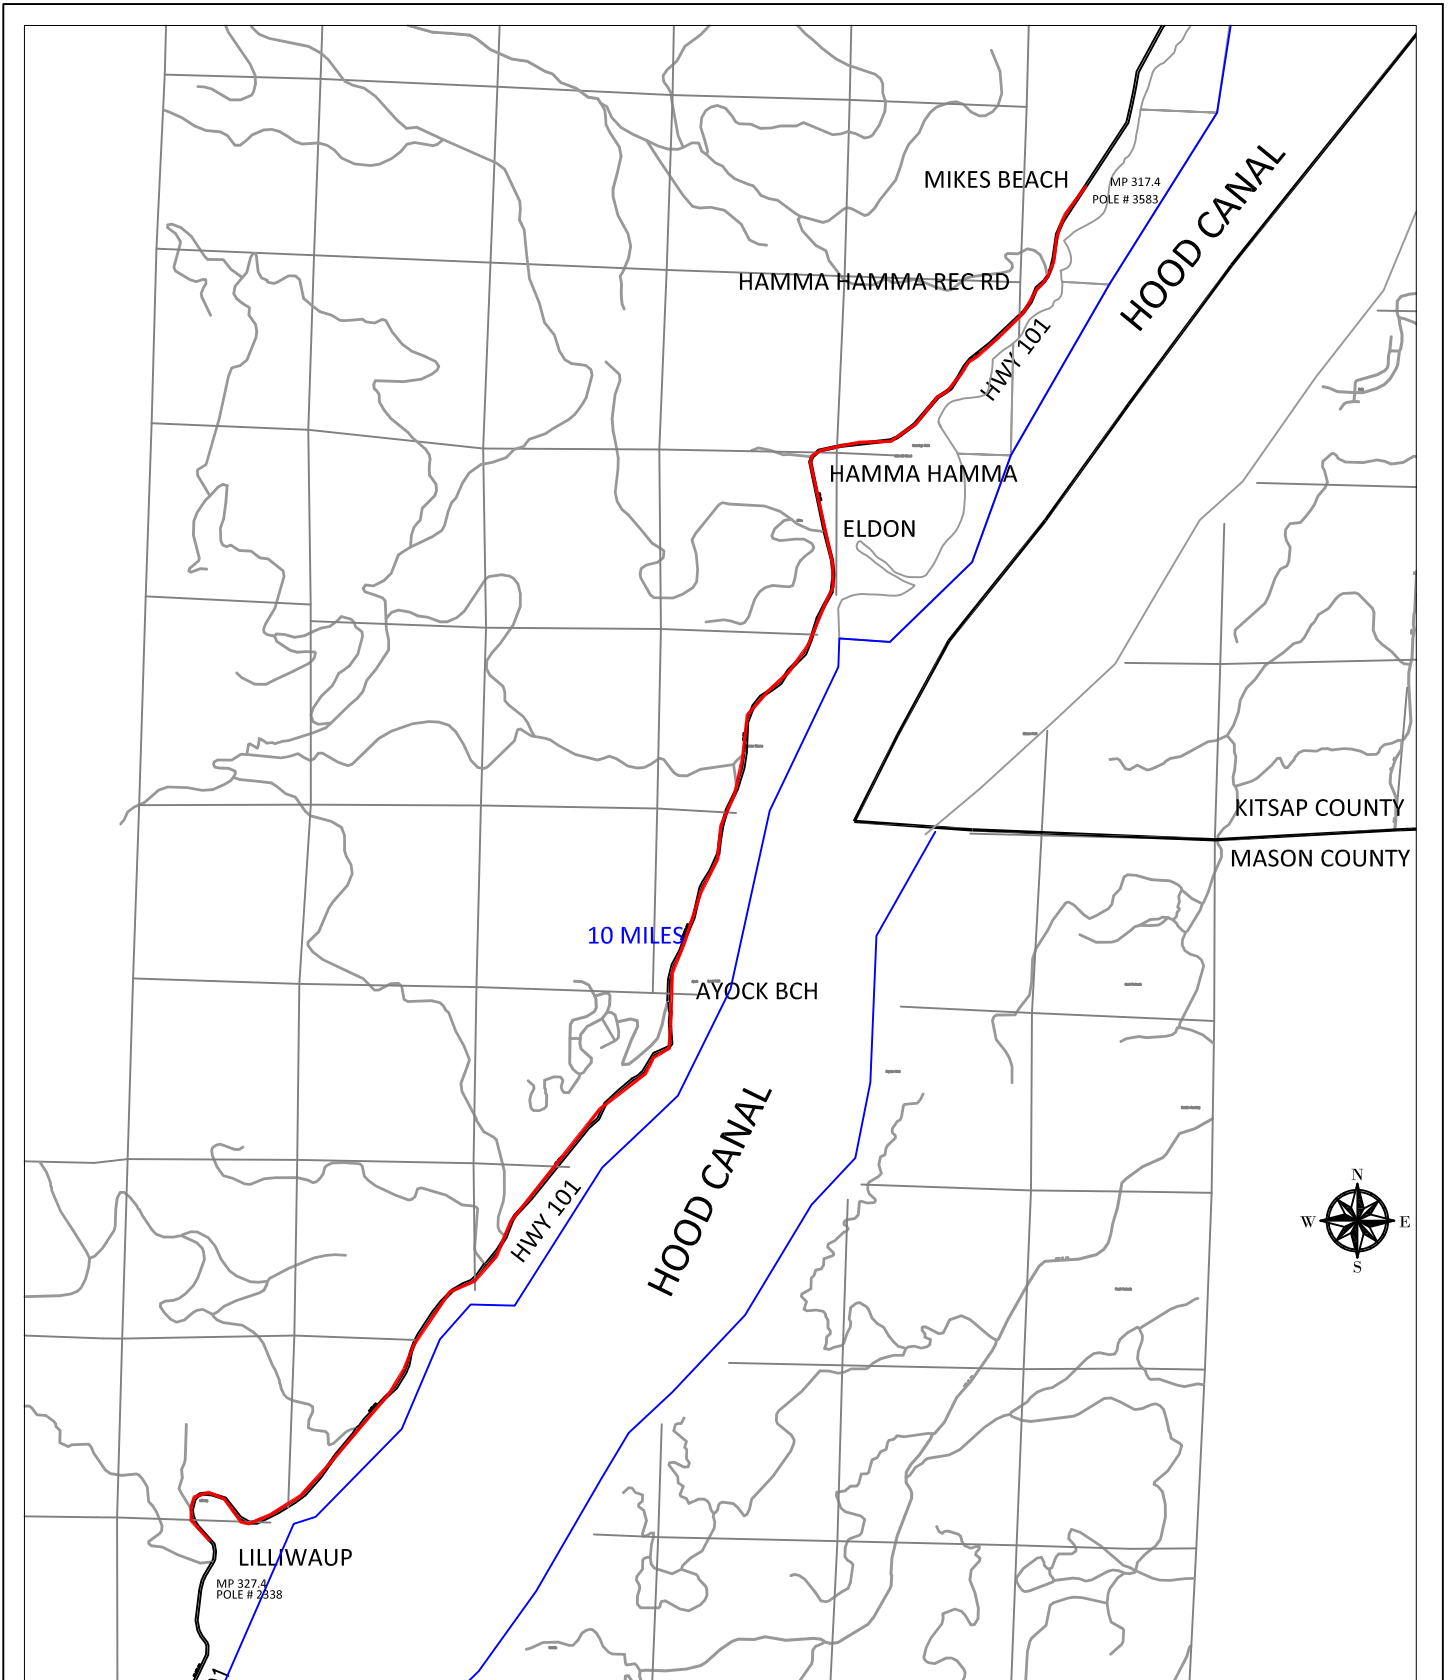 MIKES BEACH
MP 317.4
POLE # 3583
HOOD CANAL
HAMMA HAMMA REC RD
HWY 101
HAMMA HAMMA
ELDON
KITSAP COUNTY
MASON COUNTY
10 MILES
AYOCK BCH
HOOD CANAL
HWY 101
N
W E
S
LILLIWAUP
MP 327.4
POLE # 2338